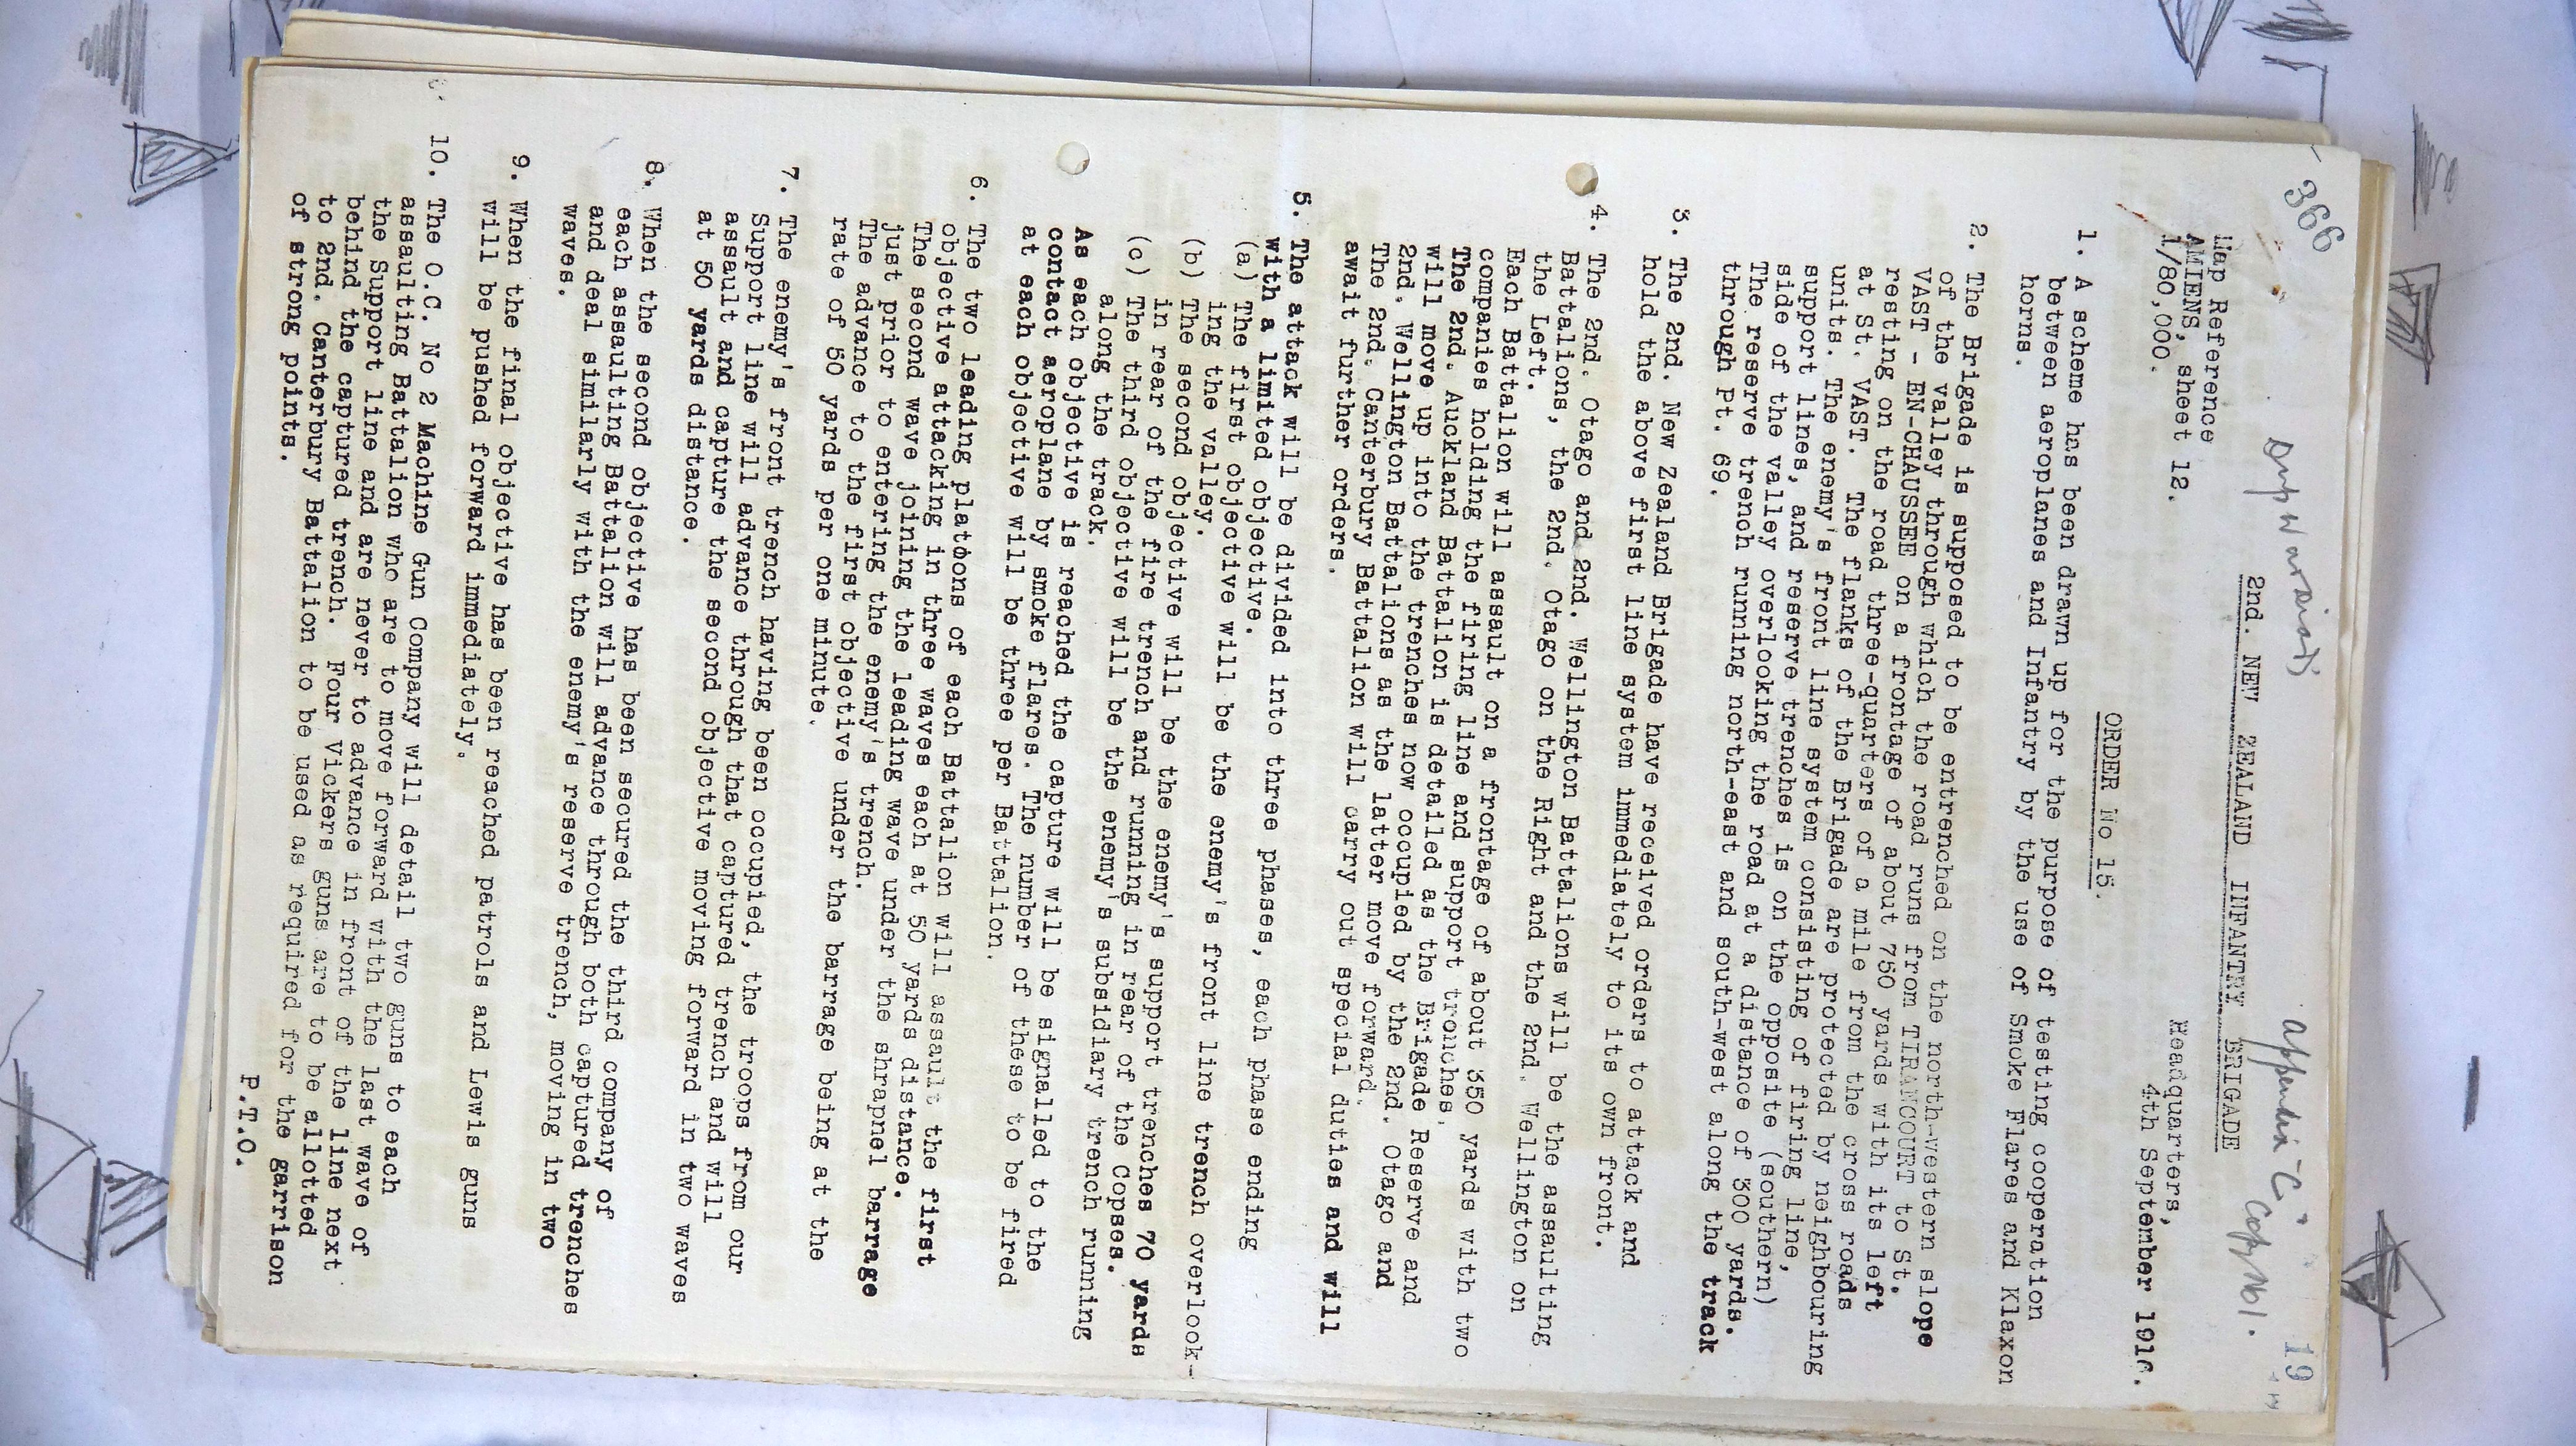 366
19
Appendix "C" Copy No 1.
2nd. NEW ZEALAND INFANTRY BRIGADE
Map Reference
AMIENS, sheet 12.
1/80,000.
Headquarters,
4th September 1916.
ORDER No 15.
1. A scheme has been drawn up for the purpose of testing cooperation
between aeroplanes and Infantry by the use of Smoke Flares and Klaxon
horns.
2. The Brigade is supposed to be entrenched on the north-western slope
of the valley through which the road runs from TIRANCOURT to St.
VAST - EN-CHAUSSEE on a frontage of about 750 yards with its left
resting on the road three-quarters of a mile from the cross roads
at St. VAST. The flanks of the Brigade are protected by neighbouring
units. The enemy's front line system consisting of firing line,
support lines, and reserve trenches is on the opposite (southern)
side of the valley overlooking the road at a distance of 300 yards.
The reserve trench running north-east and south-west along the track
through Pt. 69.
3. The 2nd. New Zealand Brigade have received orders to attack and
hold the above first line system immediately to its own front.
4. The 2nd. Otago and 2nd. Wellington Battalions will be the assaulting
Battalions, the 2nd. Otago on the Right and the 2nd. Wellington on
the Left.
Each Battalion will assault on a frontage of about 350 yards with two
companies holding the firing line and support trenches.
The 2nd. Auckland Battalion is detailed as the Brigade Reserve and
will move up into the trenches now occupied by the 2nd. Otago and
2nd. Wellington Battalions as the latter move forward.
The 2nd. Canterbury Battalion will carry out special duties and will
await further orders.
5. The attack will be divided into three phases, each phase ending
with a limited objective.
(a) The first objective will be the enemy's front line trench overlook-
ing the valley.
(b) The second objective will be the enemy's support trenches 70 yards
in rear of the fire trench and running in rear of the Copses.
(c) The third objective will be the enemy's subsidiary trench running
along the track.
As each objective is reached the capture will be signalled to the
contact aeroplane by smoke flares. The number of these to be fired
at each objective will be three per Battalion.
6. The two leading platoons of each Battalion will assault the first
objective attacking in three waves each at 50 yards distance.
The second wave joining the leading wave under the shrapnel barrage
just prior to entering the enemy's trench.
The advance to the first objective under the barrage being at the
rate of 50 yards per one minute.
7. The enemy's front trench having been occupied, the troops from our
Support line will advance through that captured trench and will
assault and capture the second objective moving forward in two waves
at 50 yards distance.
8. When the second objective has been secured the third company of
each assaulting Battalion will advance through both captured trenches
and deal similarly with the enemy's reserve trench, moving in two
waves.
9. When the final objective has been reached patrols and Lewis guns
will be pushed forward immediately.
10. The O.C. No 2 Machine Gun Company will detail two guns to each
assaulting Battalion who are to move forward with the last wave of
the Support line and are never to advance in front of the line next
behind the captured trench. Four Vickers guns are to be allotted
to 2nd. Canterbury Battalion to be used as required for the garrison
of strong points.
P.T.O.